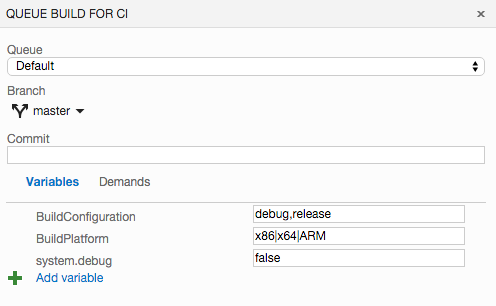 QUEUE BUILD FOR CI
Queue
Default
Branch
master
Commit
Variables Demands
BuildConfiguration debug,release
BuildPlatform x86|x64|ARM
system.debug false
Add variable